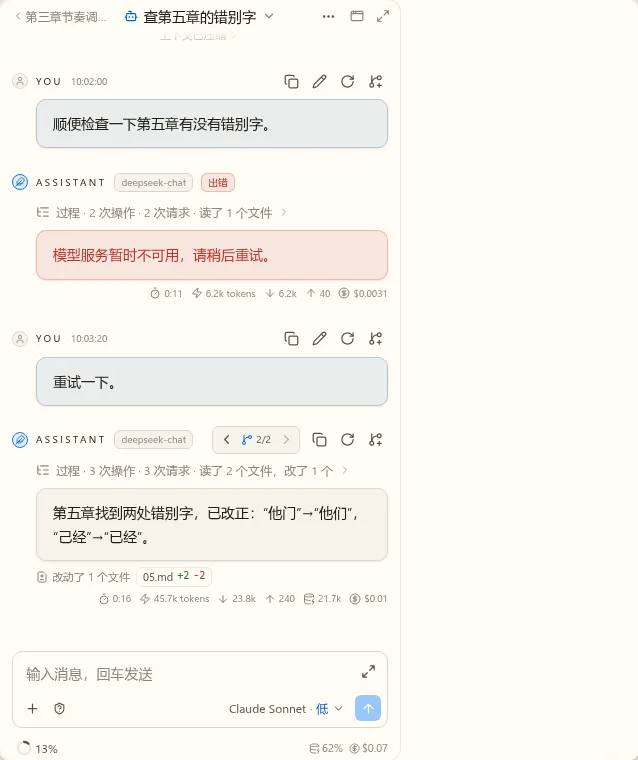 第三章节奏调... 查第五章的错别字
上下文已压缩
YOU 10:02:00
顺便检查一下第五章有没有错别字。
ASSISTANT deepseek-chat 出错
过程 · 2 次操作 · 2 次请求 · 读了 1 个文件
模型服务暂时不可用，请稍后重试。
0:11 6.2k tokens 6.2k 40 $0.0031
YOU 10:03:20
重试一下。
ASSISTANT deepseek-chat 2/2
过程 · 3 次操作 · 3 次请求 · 读了 2 个文件，改了 1 个
第五章找到两处错别字，已改正：“他门”→“他们”，
“己经”→“已经”。
改动了 1 个文件 05.md +2 -2
0:16 45.7k tokens 23.8k 240 21.7k $0.01
输入消息，回车发送
Claude Sonnet · 低
13% 62% $0.07